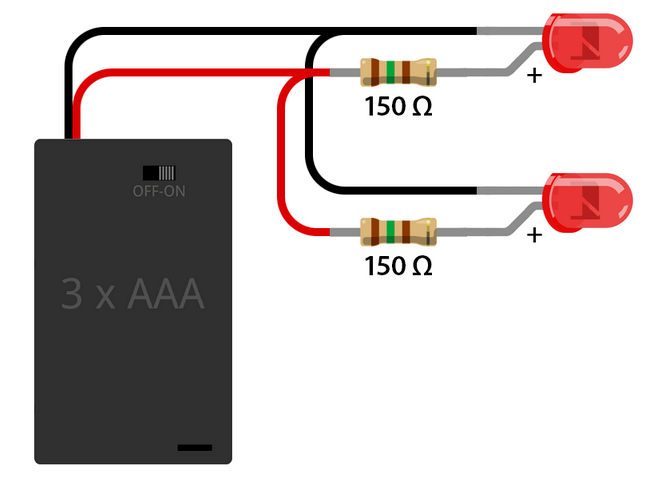 +
150 Ω
OFF-ON
+
150 Ω
3 x AAA